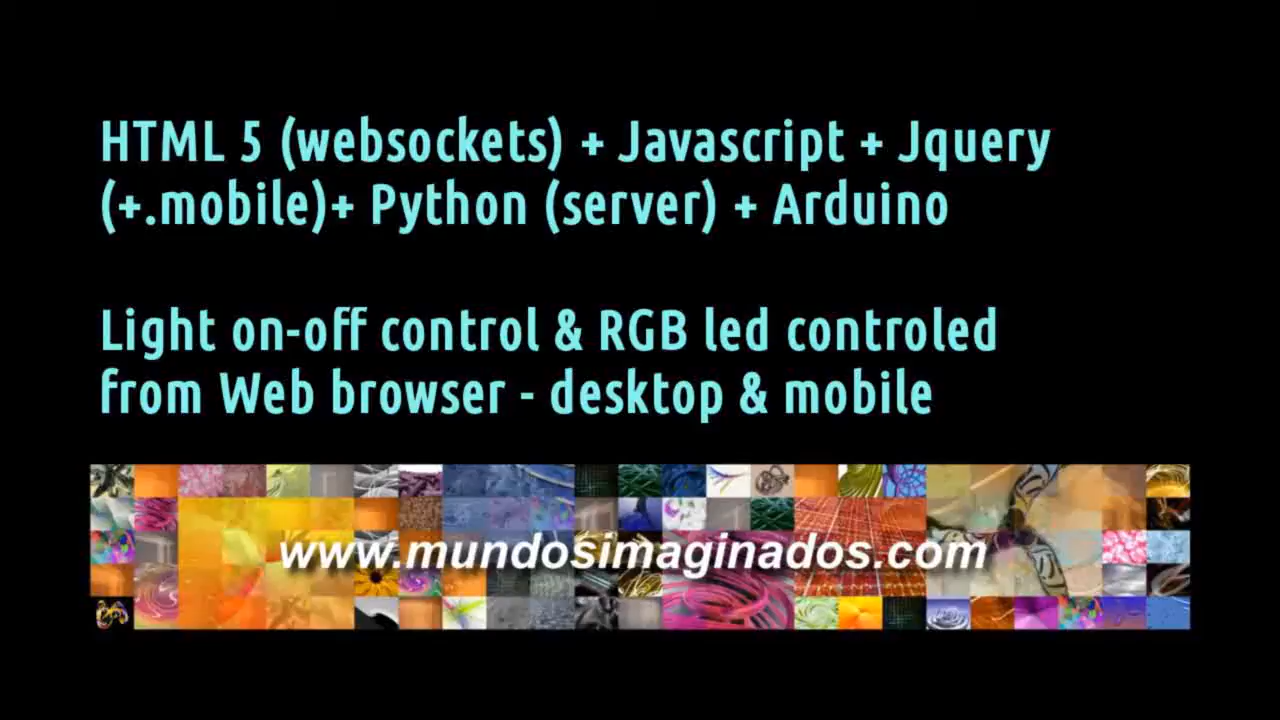 HTML 5 (websockets) + Javascript + Jquery
(+.mobile)+ Python (server) + Arduino
Light on-off control & RGB led controled
from Web browser - desktop & mobile
www.mundosimaginados.com